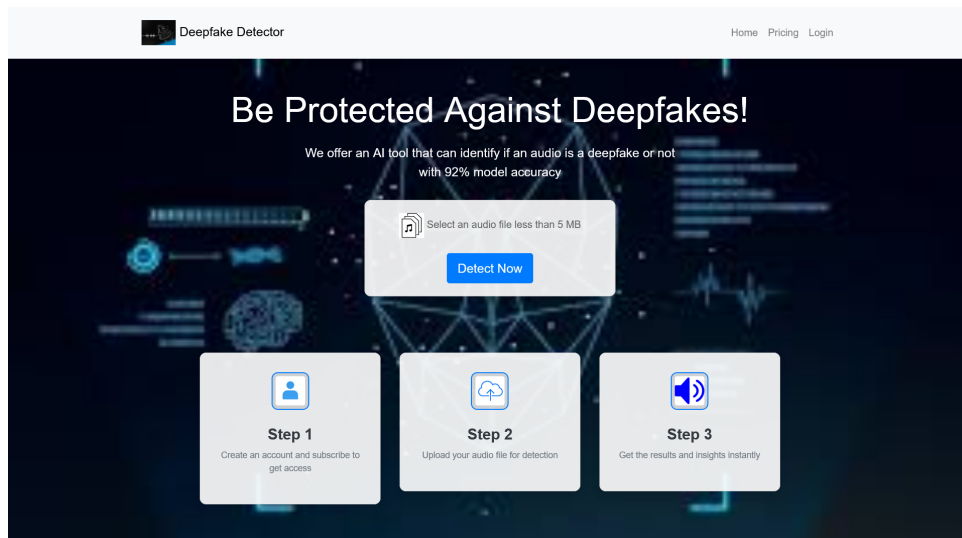 Deepfake Detector
Home Pricing Login
Be Protected Against Deepfakes!
We offer an AI tool that can identify if an audio is a deepfake or not
with 92% model accuracy
Select an audio file less than 5 MB
Detect Now
Step 1
Create an account and subscribe to
get access
Step 2
Upload your audio file for detection
Step 3
Get the results and insights instantly